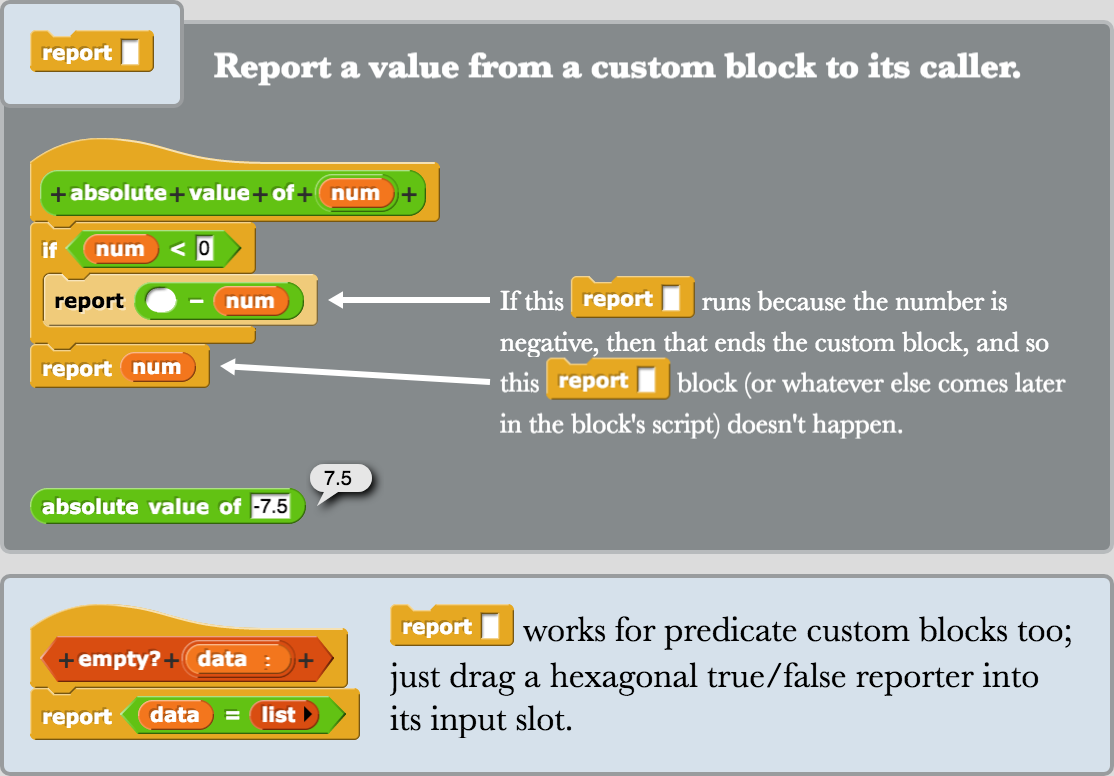 report
Report a value from a custom block to its caller.
+ absolute + value + of + num +
if num < 0
report - num
If this report runs because the number is
negative, then that ends the custom block, and so
report num
this report block (or whatever else comes later
in the block's script) doesn't happen.
7.5
absolute value of -7.5
report works for predicate custom blocks too;
+ empty? + data : +
just drag a hexagonal true/false reporter into
report data = list
its input slot.